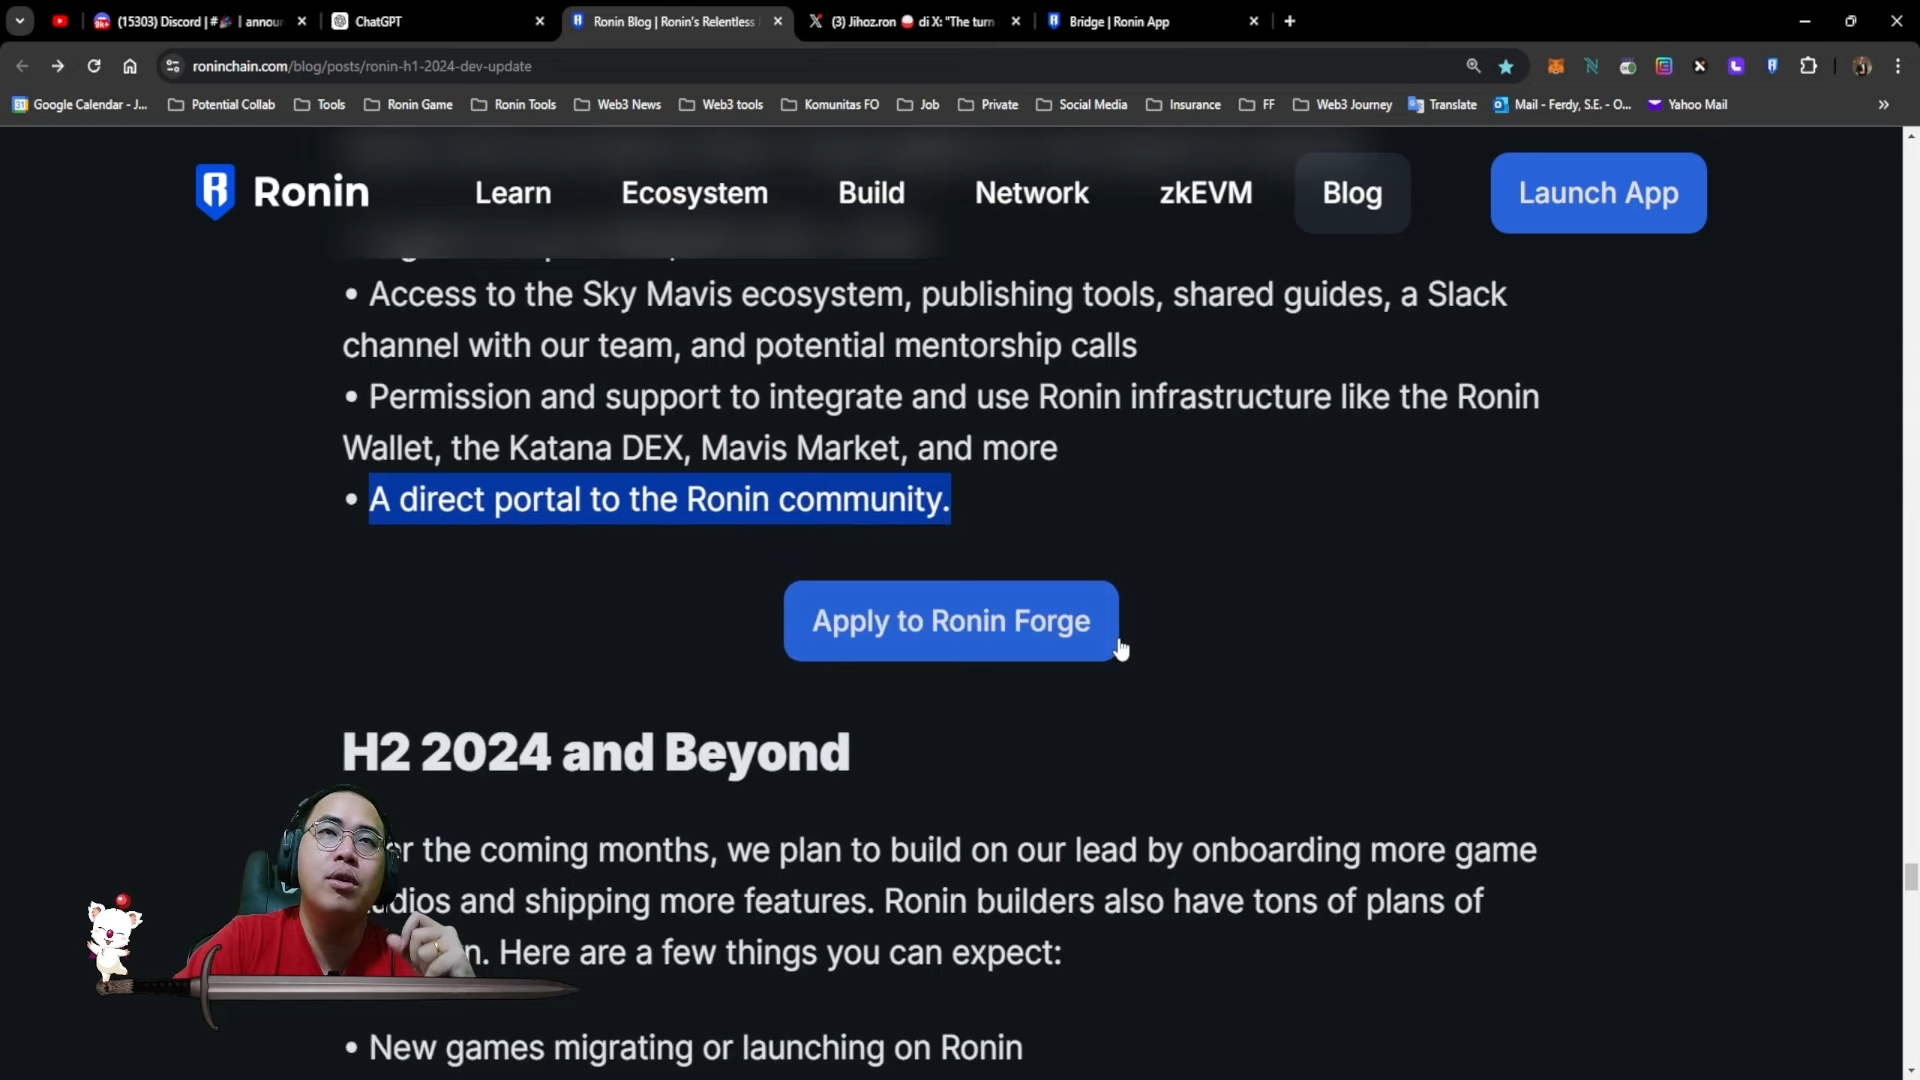 (15303) Discord | # | announ
ChatGPT
Ronin Blog | Ronin's Relentless
(3) Jihoz.ron di X: "The turn
Bridge | Ronin App
roninchain.com/blog/posts/ronin-h1-2024-dev-update
Google Calendar - J...
Potential Collab
Tools
Ronin Game
Ronin Tools
Web3 News
Web3 tools
Komunitas FO
Job
Private
Social Media
Insurance
FF
Web3 Journey
Translate
Mail - Ferdy, S.E. - O...
Yahoo Mail
Ronin
Learn
Ecosystem
Build
Network
zkEVM
Blog
Launch App
• Access to the Sky Mavis ecosystem, publishing tools, shared guides, a Slack
channel with our team, and potential mentorship calls
• Permission and support to integrate and use Ronin infrastructure like the Ronin
Wallet, the Katana DEX, Mavis Market, and more
• A direct portal to the Ronin community.
Apply to Ronin Forge
H2 2024 and Beyond
the coming months, we plan to build on our lead by onboarding more game
and shipping more features. Ronin builders also have tons of plans of
Here are a few things you can expect:
• New games migrating or launching on Ronin